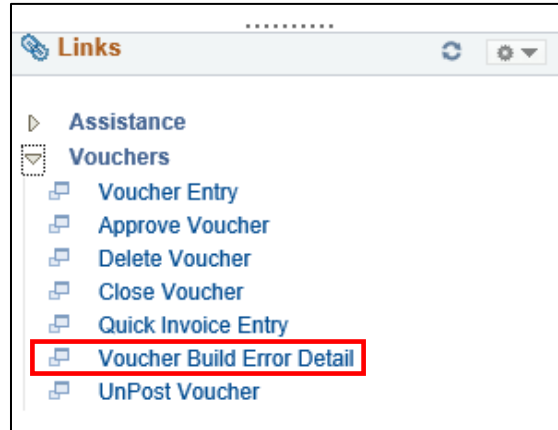 Links
Assistance
Vouchers
Voucher Entry
Approve Voucher
Delete Voucher
Close Voucher
Quick Invoice Entry
Voucher Build Error Detail
UnPost Voucher